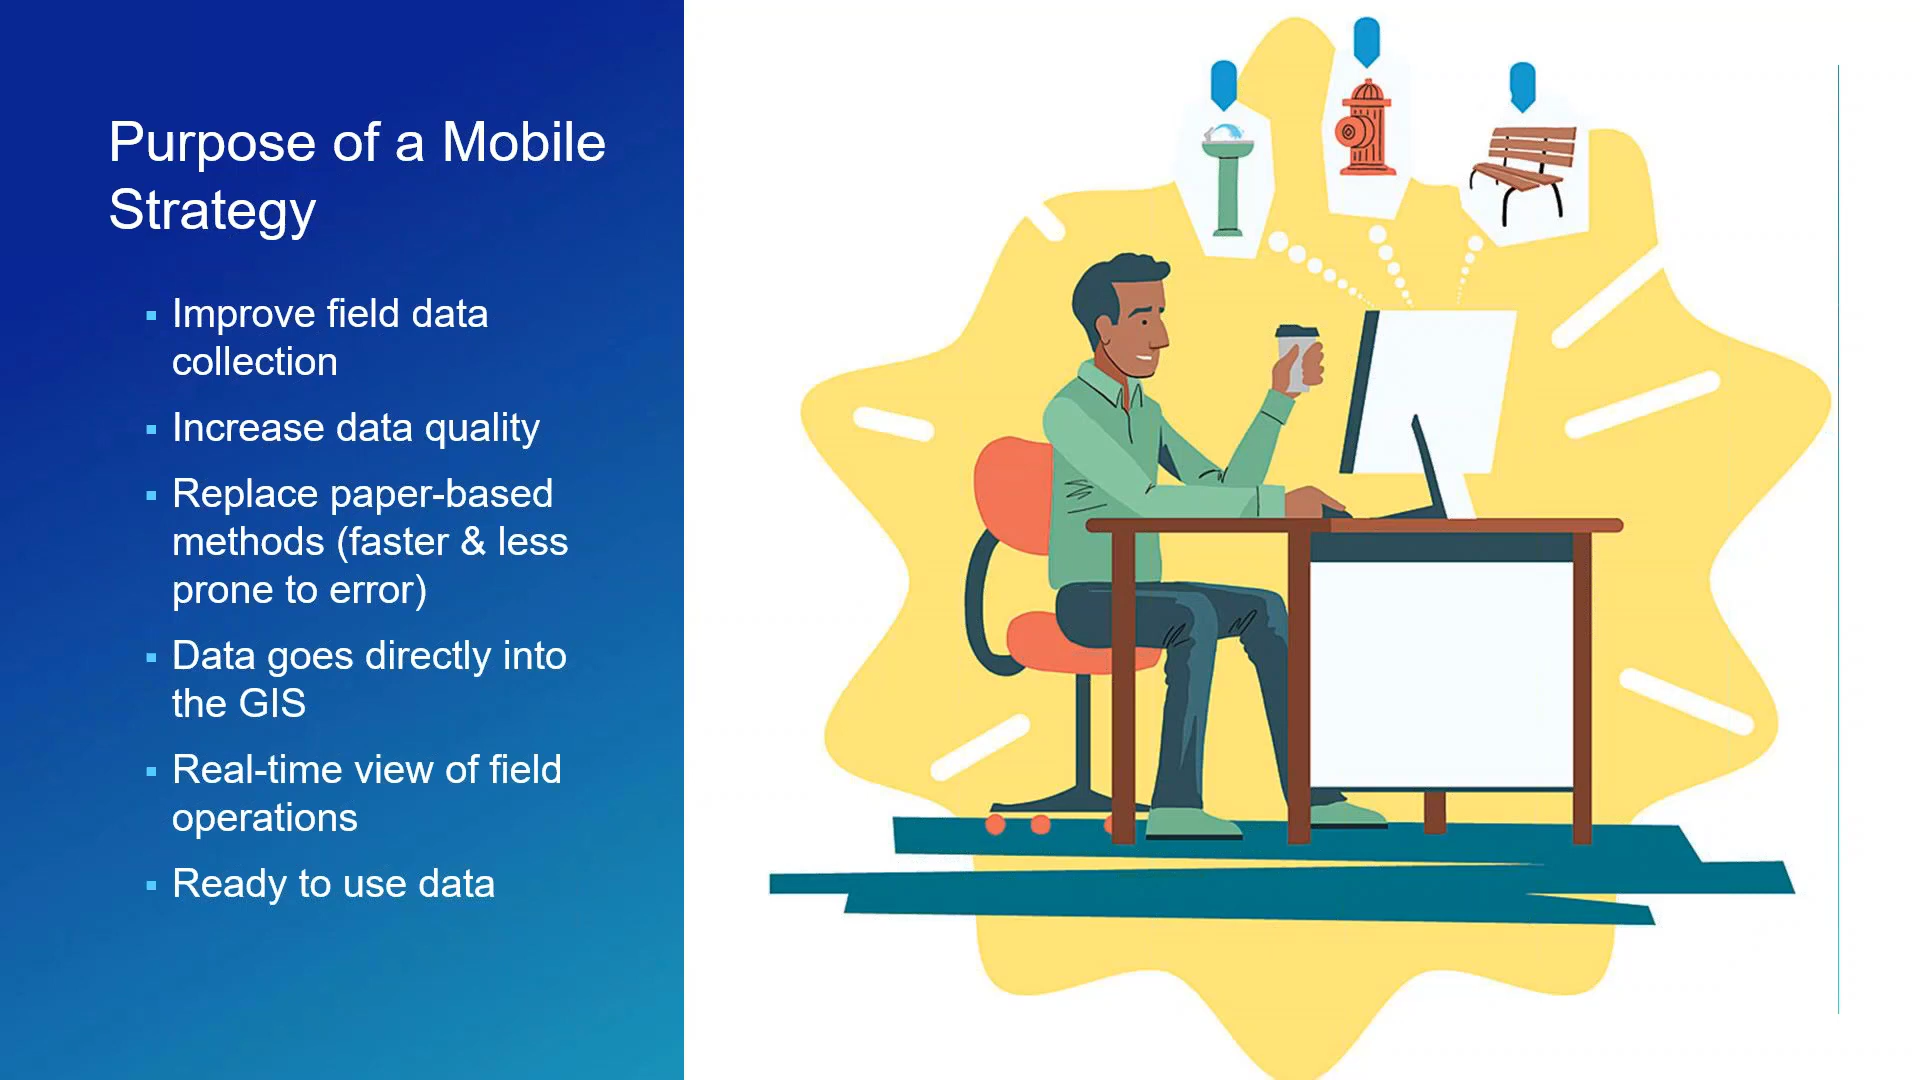 Purpose of a Mobile
Strategy
▪ Improve field data
collection
▪ Increase data quality
▪ Replace paper-based
methods (faster & less
prone to error)
▪ Data goes directly into
the GIS
▪ Real-time view of field
operations
▪ Ready to use data